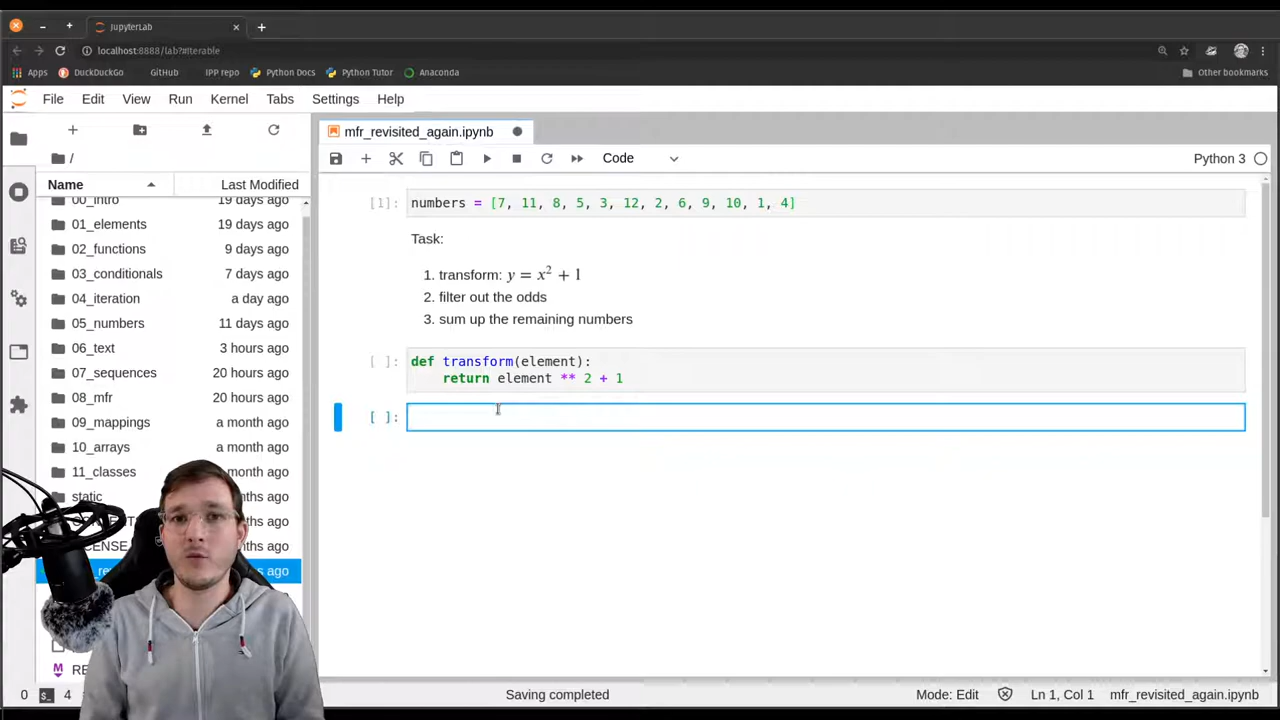 JupyterLab
localhost:8888/lab?#Iterable
Apps DuckDuckGo GitHub IPP repo Python Docs Python Tutor Anaconda Other bookmarks
File Edit View Run Kernel Tabs Settings Help
mfr_revisited_again.ipynb
/
Code Python 3
Name Last Modified
00_intro 19 days ago
01_elements 19 days ago
02_functions 9 days ago
03_conditionals 7 days ago
04_iteration a day ago
05_numbers 11 days ago
06_text 3 hours ago
07_sequences 20 hours ago
08_mfr 20 hours ago
09_mappings a month ago
10_arrays a month ago
11_classes month ago
static ago
ago
ago
ago
[1]: numbers = [7, 11, 8, 5, 3, 12, 2, 6, 9, 10, 1, 4]
Task:
1. transform: y = x² + 1
2. filter out the odds
3. sum up the remaining numbers
[ ]: def transform(element):
return element ** 2 + 1
[ ]:
0 4 Saving completed Mode: Edit Ln 1, Col 1 mfr_revisited_again.ipynb